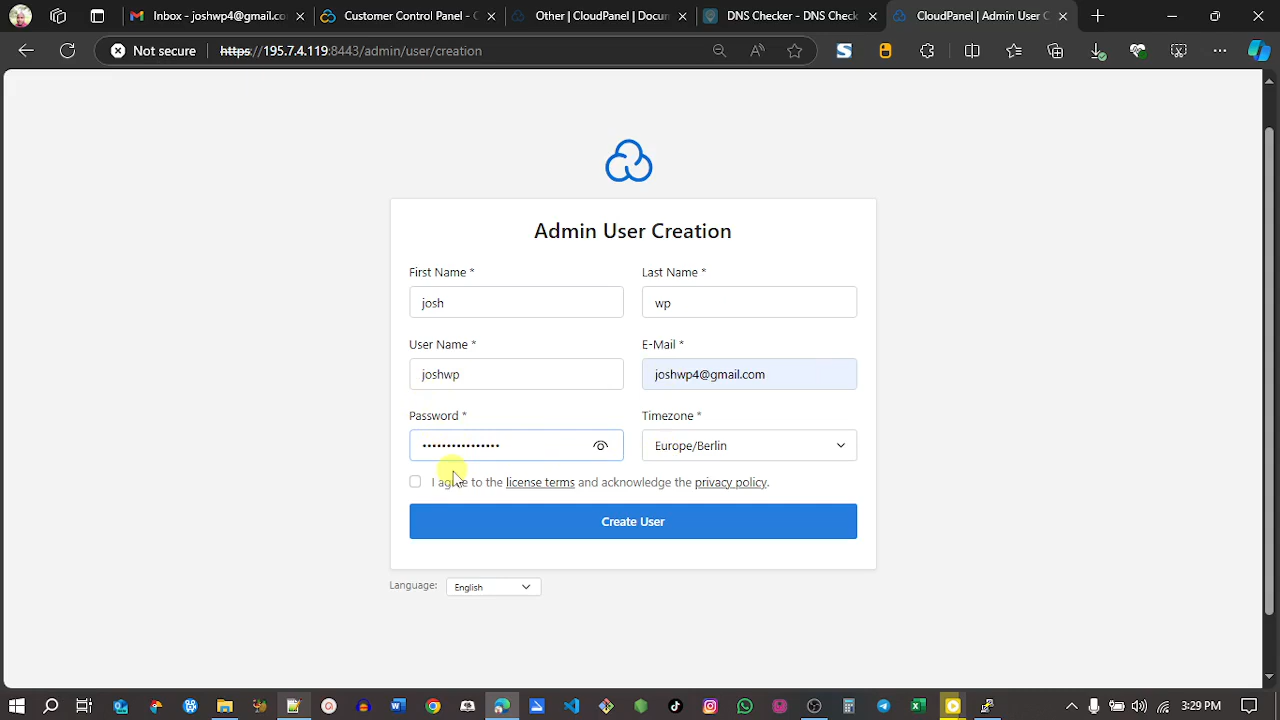 Inbox - joshwp4@gmail.co
Customer Control Panel - C
Other | CloudPanel | Docum
DNS Checker - DNS Check
CloudPanel | Admin User C
Not secure
https://195.7.4.119:8443/admin/user/creation
Admin User Creation
First Name *
Last Name *
josh
wp
User Name *
E-Mail *
joshwp
joshwp4@gmail.com
Password *
Timezone *
••••••••••••••••
Europe/Berlin
I agree to the license terms and acknowledge the privacy policy.
Create User
Language:
English
3:29 PM